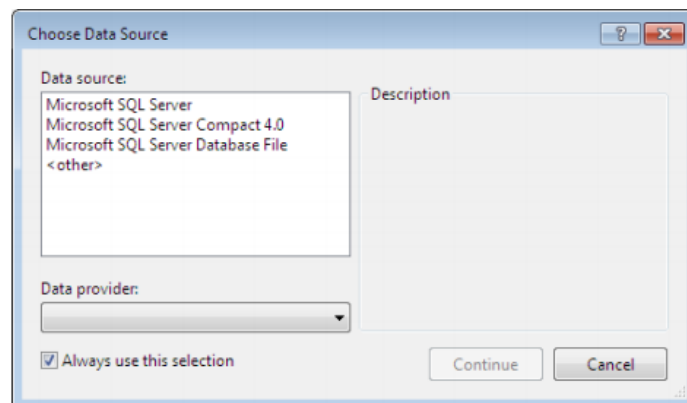 Choose Data Source
Data source:
Microsoft SQL Server
Microsoft SQL Server Compact 4.0
Microsoft SQL Server Database File
<other>
Description
Data provider:
Always use this selection
Continue
Cancel